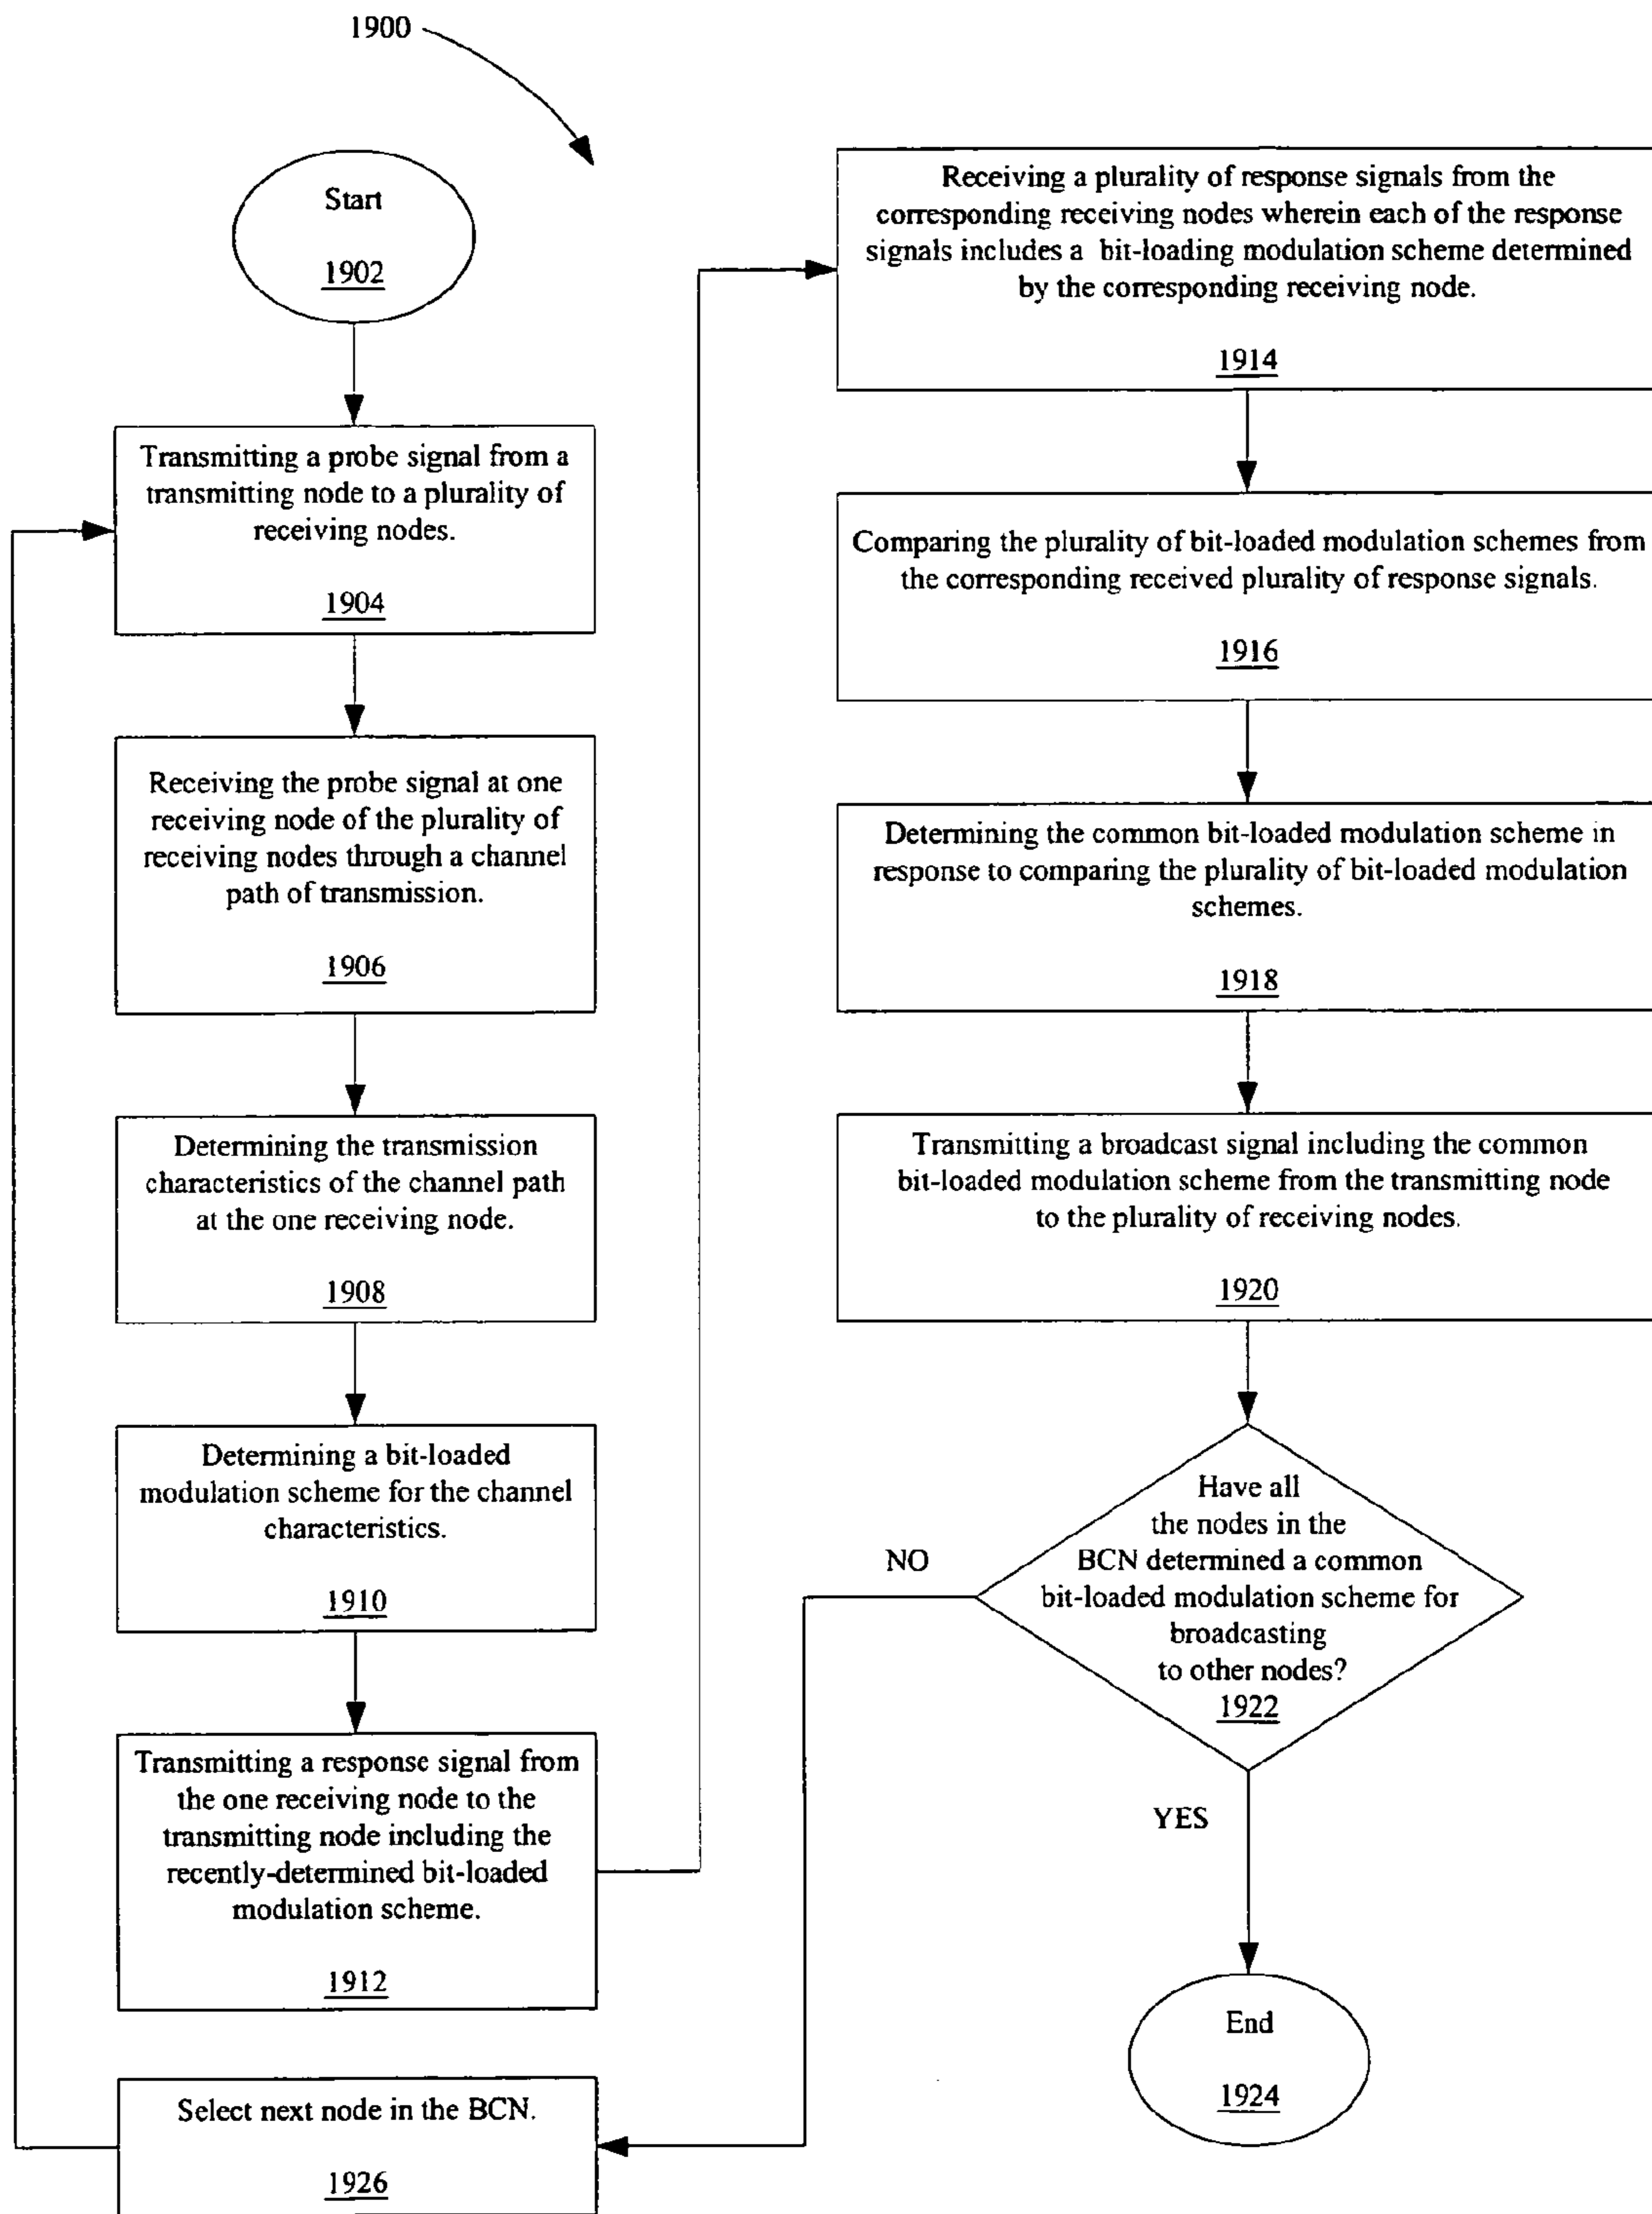 1900
Start
1902
Transmitting a probe signal from a
transmitting node to a plurality of
receiving nodes.
1904
Receiving the probe signal at one
receiving node of the plurality of
receiving nodes through a channel
path of transmission.
1906
Determining the transmission
characteristics of the channel path
at the one receiving node.
1908
Determining a bit-loaded
modulation scheme for the channel
characteristics.
1910
Transmitting a response signal from
the one receiving node to the
transmitting node including the
recently-determined bit-loaded
modulation scheme.
1912
Select next node in the BCN.
1926
Receiving a plurality of response signals from the
corresponding receiving nodes wherein each of the response
signals includes a bit-loading modulation scheme determined
by the corresponding receiving node.
1914
Comparing the plurality of bit-loaded modulation schemes from
the corresponding received plurality of response signals.
1916
Determining the common bit-loaded modulation scheme in
response to comparing the plurality of bit-loaded modulation
schemes.
1918
Transmitting a broadcast signal including the common
bit-loaded modulation scheme from the transmitting node
to the plurality of receiving nodes.
1920
Have all
the nodes in the
BCN determined a common
bit-loaded modulation scheme for
broadcasting
to other nodes?
1922
NO
YES
End
1924